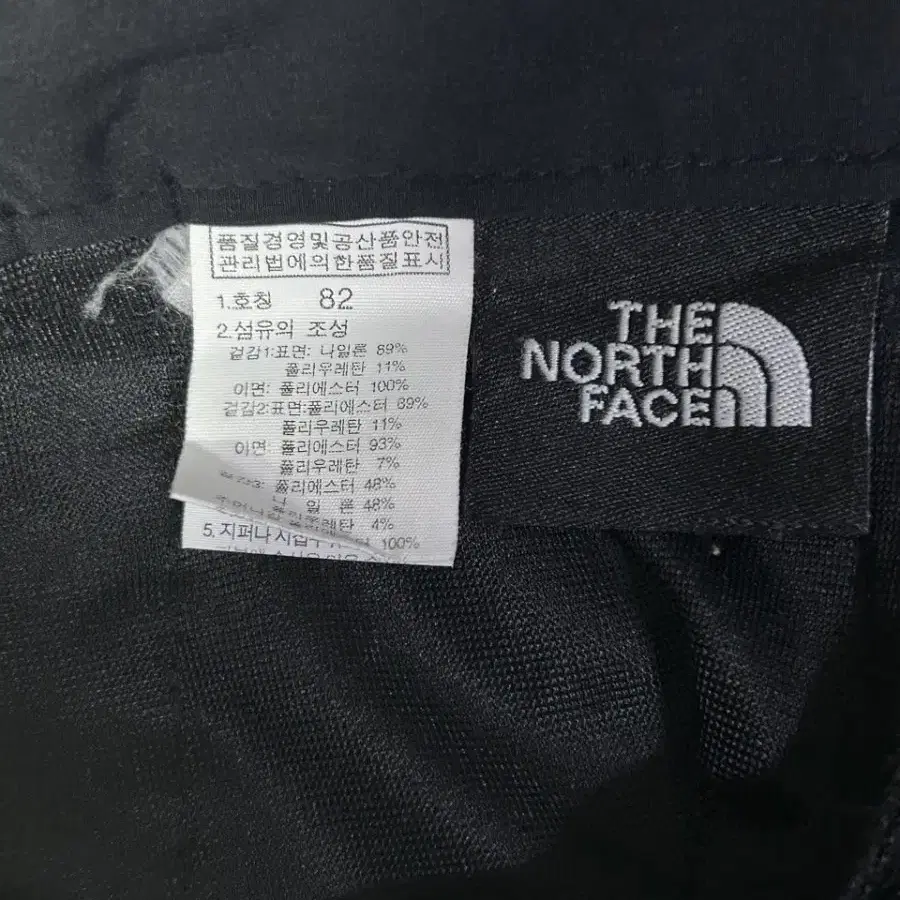 품질경영및공산품안전
관리법에의한품질표시
1.호칭 82
2.섬유의 조성
겉감1:표면: 나일론 89%
폴리우레탄 11%
이면: 폴리에스터 100%
겉감2:표면:폴리에스터 89%
폴리우레탄 11%
이면: 폴리에스터 93%
폴리우레탄 7%
폴리에스터 48%
나 일 론 48%
4%
5. 지퍼나 100%
THE
NORTH
FACE